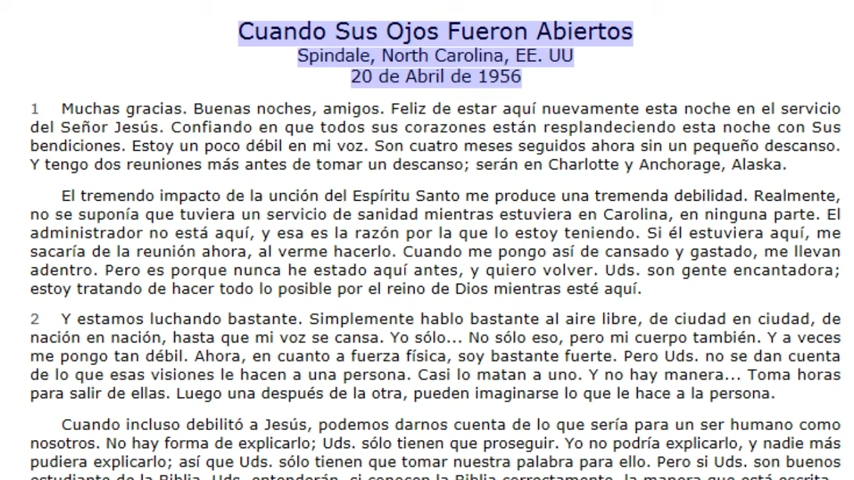 Cuando Sus Ojos Fueron Abiertos
Spindale, North Carolina, EE. UU
20 de Abril de 1956
1 Muchas gracias. Buenas noches, amigos. Feliz de estar aquí nuevamente esta noche en el servicio
del Señor Jesús. Confiando en que todos sus corazones están resplandeciendo esta noche con Sus
bendiciones. Estoy un poco débil en mi voz. Son cuatro meses seguidos ahora sin un pequeño descanso.
Y tengo dos reuniones más antes de tomar un descanso; serán en Charlotte y Anchorage, Alaska.
El tremendo impacto de la unción del Espíritu Santo me produce una tremenda debilidad. Realmente,
no se suponía que tuviera un servicio de sanidad mientras estuviera en Carolina, en ninguna parte. El
administrador no está aquí, y esa es la razón por la que lo estoy teniendo. Si él estuviera aquí, me
sacaría de la reunión ahora, al verme hacerlo. Cuando me pongo así de cansado y gastado, me llevan
adentro. Pero es porque nunca he estado aquí antes, y quiero volver. Uds. son gente encantadora;
estoy tratando de hacer todo lo posible por el reino de Dios mientras esté aquí.
2 Y estamos luchando bastante. Simplemente hablo bastante al aire libre, de ciudad en ciudad, de
nación en nación, hasta que mi voz se cansa. Yo sólo... No sólo eso, pero mi cuerpo también. Y a veces
me pongo tan débil. Ahora, en cuanto a fuerza física, soy bastante fuerte. Pero Uds. no se dan cuenta
de lo que esas visiones le hacen a una persona. Casi lo matan a uno. Y no hay manera... Toma horas
para salir de ellas. Luego una después de la otra, pueden imaginarse lo que le hace a la persona.
Cuando incluso debilitó a Jesús, podemos darnos cuenta de lo que sería para un ser humano como
nosotros. No hay forma de explicarlo; Uds. sólo tienen que proseguir. Yo no podría explicarlo, y nadie más
pudiera explicarlo; así que Uds. sólo tienen que tomar nuestra palabra para ello. Pero si Uds. son buenos
estudiante de la Biblia, Uds. entenderán, si conocen la Biblia correctamente, la manera que está escrita